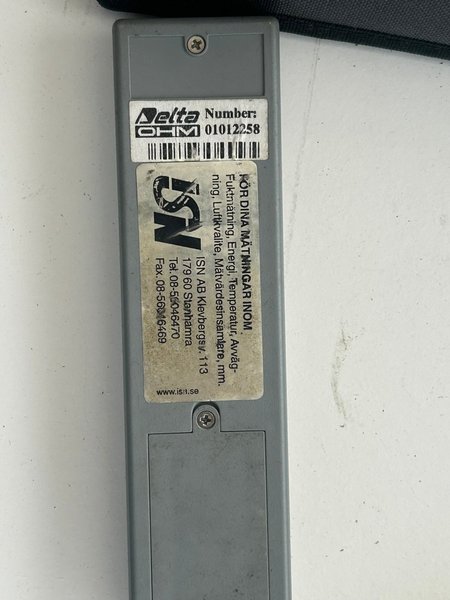 Delta
OHM
Number:
01012258
FÖR DINA MÄTNINGAR INOM
Fuktmätning, Energi, Temperatur, Avväg-
ning, Luftkvalite, Mätvärdesinsamlare, mm.
ISN
ISN AB Klevbergsv. 113
179 60 Stenhamra
Tel. 08-56046470
Fax. 08-56046469
www.isn.se